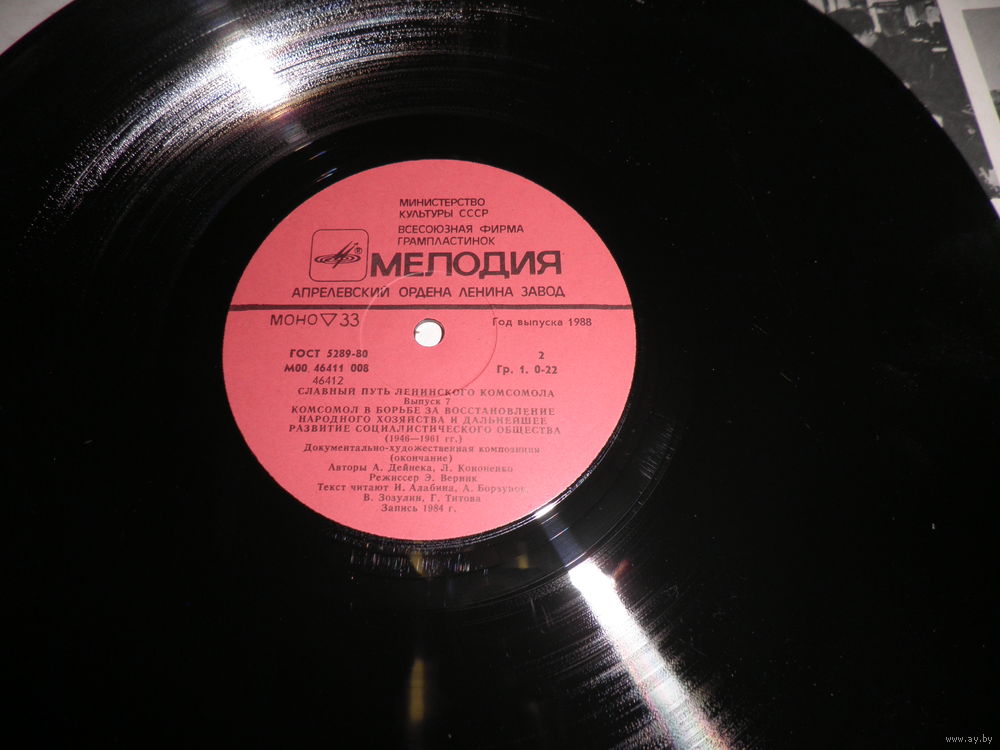 МИНИСТЕРСТВО
КУЛЬТУРЫ СССР
ВСЕСОЮЗНАЯ ФИРМА
ГРАМПЛАСТИНОК
МЕЛОДИЯ
АПРЕЛЕВСКИЙ ОРДЕНА ЛЕНИНА ЗАВОД
МОНО ▽ 33 Год выпуска 1988
ГОСТ 5289-80 2
М00 46411 008 Гр. 1. 0-22
46412
СЛАВНЫЙ ПУТЬ ЛЕНИНСКОГО КОМСОМОЛА
Выпуск 7
КОМСОМОЛ В БОРЬБЕ ЗА ВОССТАНОВЛЕНИЕ
НАРОДНОГО ХОЗЯЙСТВА И ДАЛЬНЕЙШЕЕ
РАЗВИТИЕ СОЦИАЛИСТИЧЕСКОГО ОБЩЕСТВА
(1946—1961 гг.)
Документально-художественная композиция
(окончание)
Авторы А. Дейнека, Л. Кононенко
Режиссер Э. Верник
Текст читают И. Алабина, А. Борзунов,
В. Зозулин, Г. Титова
Запись 1984 г.
www.ay.by